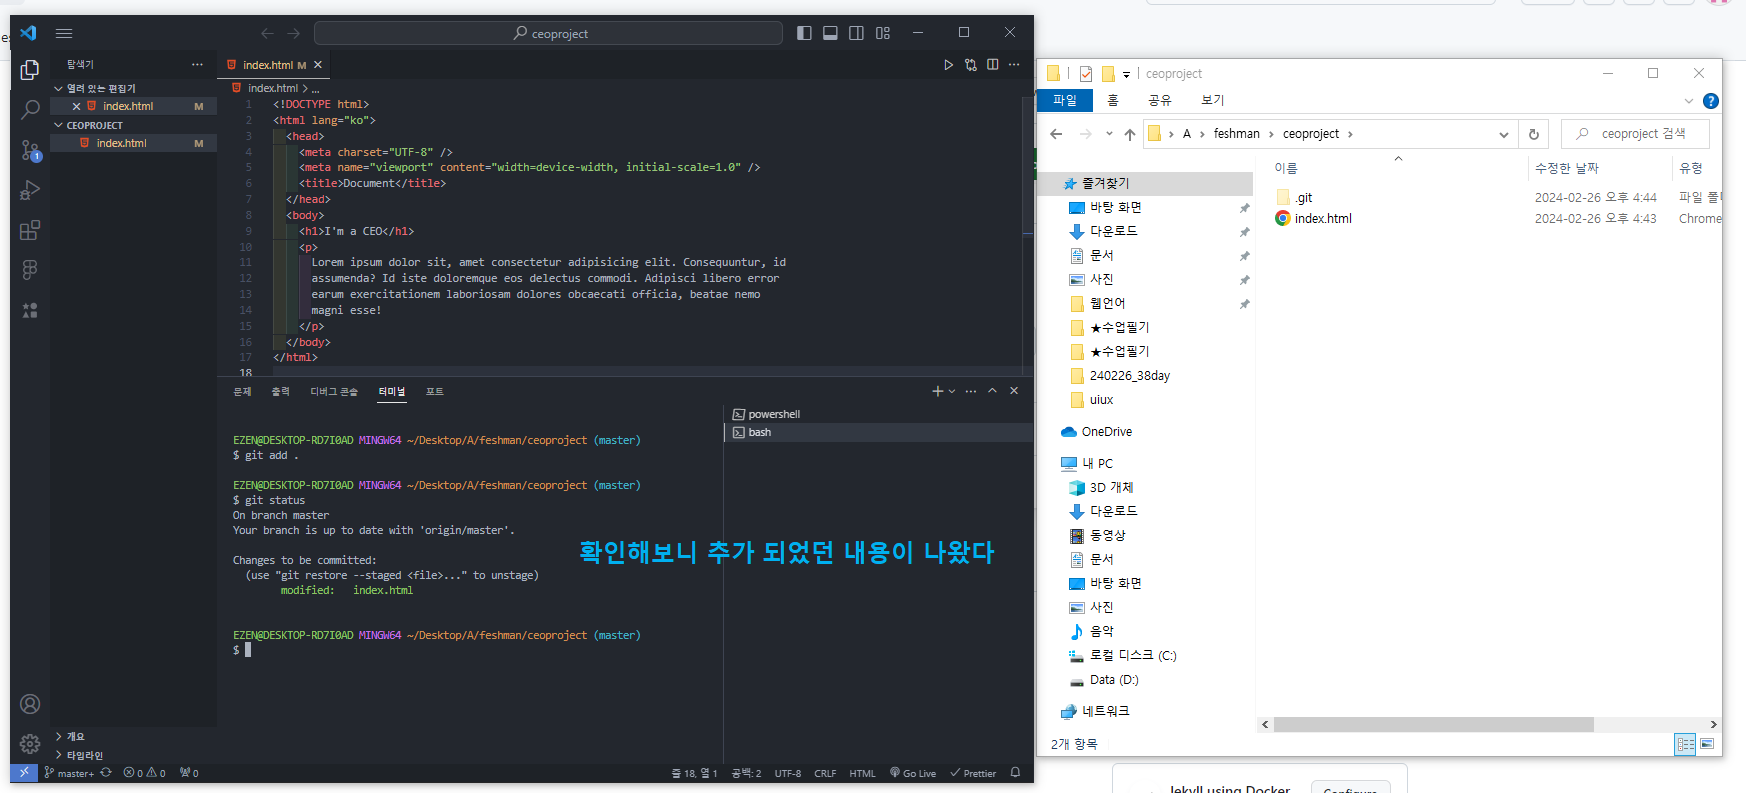 ceoproject
탐색기
열려 있는 편집기
index.html M
CEOPROJECT
index.html M
1
개요
타임라인
index.html M
index.html > ...
1 <!DOCTYPE html>
2 <html lang="ko">
3 <head>
4 <meta charset="UTF-8" />
5 <meta name="viewport" content="width=device-width, initial-scale=1.0" />
6 <title>Document</title>
7 </head>
8 <body>
9 <h1>I'm a CEO</h1>
10 <p>
11 Lorem ipsum dolor sit, amet consectetur adipisicing elit. Consequuntur, id
12 assumenda? Id iste doloremque eos delectus commodi. Adipisci libero error
13 earum exercitationem laboriosam dolores obcaecati officia, beatae nemo
14 magni esse!
15 </p>
16 </body>
17 </html>
18
문제 출력 디버그 콘솔 터미널 포트
powershell
bash
EZEN@DESKTOP-RD7I0AD MINGW64 ~/Desktop/A/feshman/ceoproject (master)
$ git add .
EZEN@DESKTOP-RD7I0AD MINGW64 ~/Desktop/A/feshman/ceoproject (master)
$ git status
On branch master
Your branch is up to date with 'origin/master'.
Changes to be committed:
(use "git restore --staged <file>..." to unstage)
modified: index.html
EZEN@DESKTOP-RD7I0AD MINGW64 ~/Desktop/A/feshman/ceoproject (master)
$
확인해보니 추가 되었던 내용이 나왔다
master+ 0 0 0 줄 18, 열 1 공백: 2 UTF-8 CRLF HTML Go Live Prettier
ceoproject
파일 홈 공유 보기
A > feshman > ceoproject >
ceoproject 검색
이름 수정한 날짜 유형
.git 2024-02-26 오후 4:44 파일 폴더
index.html 2024-02-26 오후 4:43 Chrome
즐겨찾기
바탕 화면
다운로드
문서
사진
웹언어
★수업필기
★수업필기
240226_38day
uiux
OneDrive
내 PC
3D 개체
다운로드
동영상
문서
바탕 화면
사진
음악
로컬 디스크 (C:)
Data (D:)
네트워크
2개 항목
Jekyll using Docker
Configure